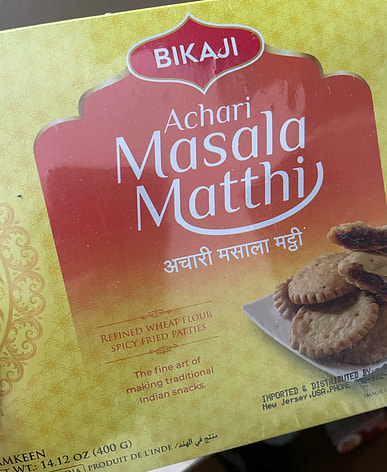 BIKAJI
Achari
Masala
Matthi
अचारी मसाला मट्ठी
REFINED WHEAT FLOUR
SPICY FRIED PATTIES
The fine art of
making traditional
Indian snacks.
IMPORTED & DISTRIBUTED BY:
New Jersey,USA,PHONE
WT.: 14.12 OZ (400 G)
PRODUIT DE L'INDE / منتج في الهند